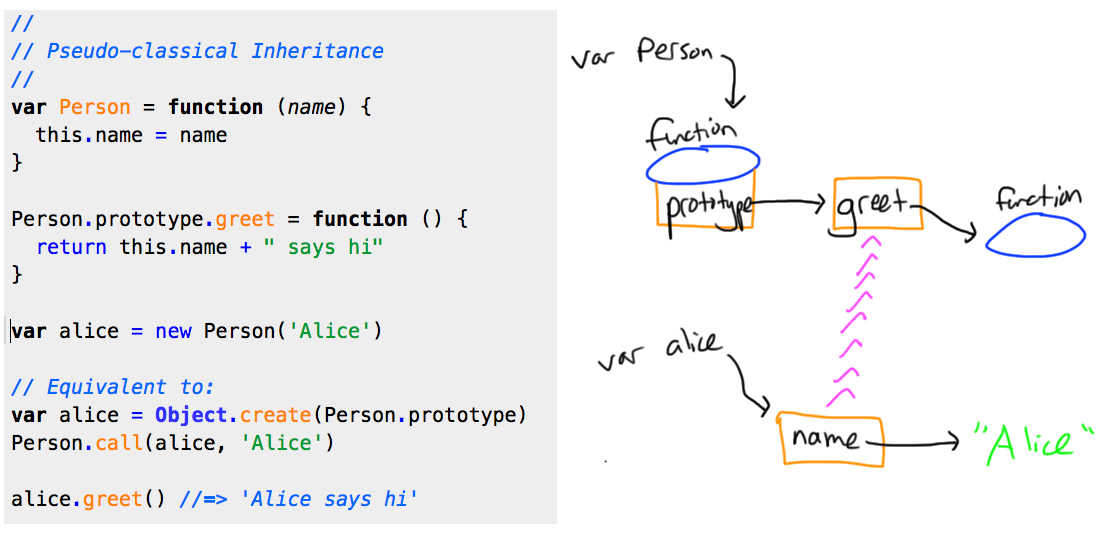 //
// Pseudo-classical Inheritance
//
var Person = function (name) {
  this.name = name
}

Person.prototype.greet = function () {
  return this.name + " says hi"
}

var alice = new Person('Alice')

// Equivalent to:
var alice = Object.create(Person.prototype)
Person.call(alice, 'Alice')

alice.greet() //=> 'Alice says hi'

var Person
function
prototype
greet
function
var alice
name
"Alice"